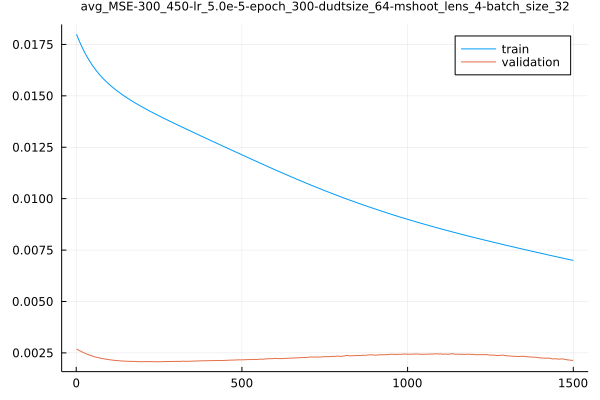 avg_MSE-300_450-lr_5.0e-5-epoch_300-dudtsize_64-mshoot_lens_4-batch_size_32
0.0175
0.0150
0.0125
0.0100
0.0075
0.0050
0.0025
train
validation
0 500 1000 1500